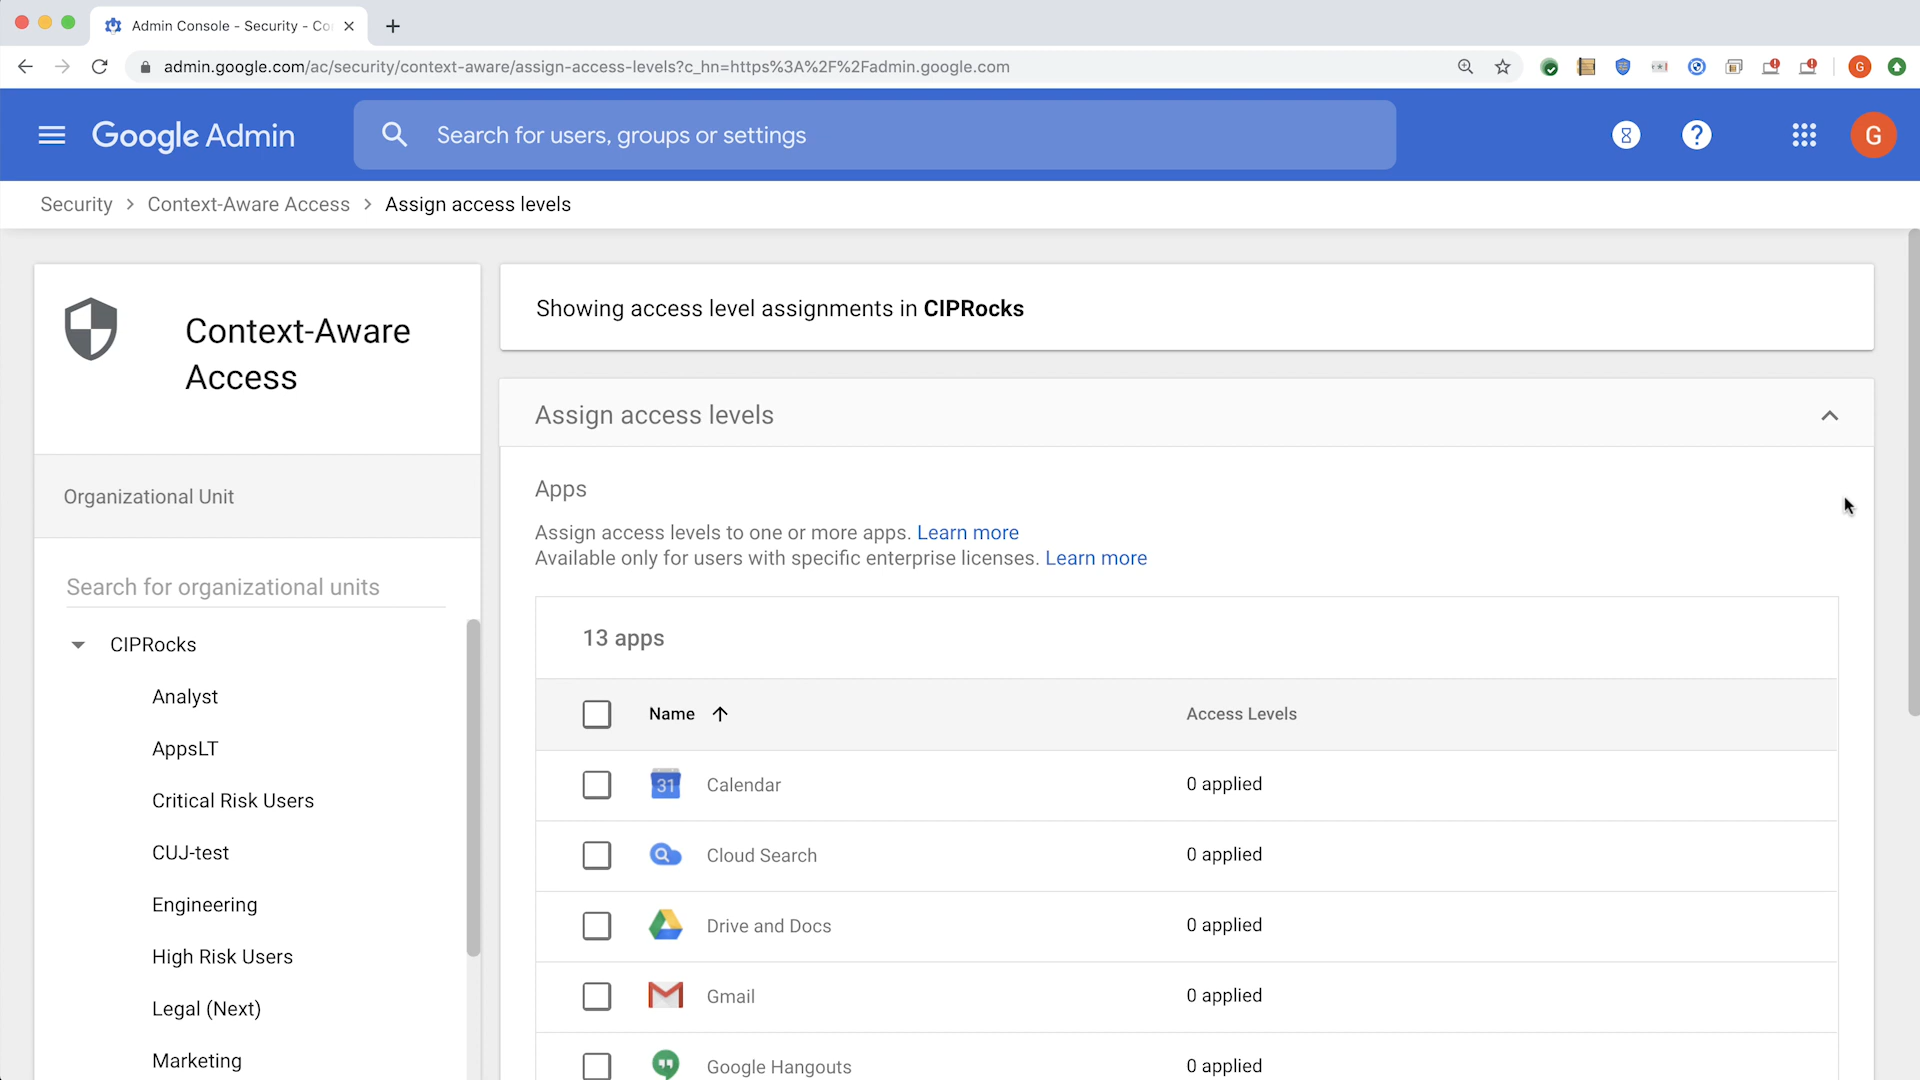 Admin Console - Security - Co
admin.google.com/ac/security/context-aware/assign-access-levels?c_hn=https%3A%2F%2Fadmin.google.com
G
Google Admin
Search for users, groups or settings
?
G
Security > Context-Aware Access > Assign access levels
Context-Aware
Access
Organizational Unit
Search for organizational units
CIPRocks
Analyst
AppsLT
Critical Risk Users
CUJ-test
Engineering
High Risk Users
Legal (Next)
Marketing
Showing access level assignments in CIPRocks
Assign access levels
Apps
Assign access levels to one or more apps. Learn more
Available only for users with specific enterprise licenses. Learn more
13 apps
Name Access Levels
31 Calendar 0 applied
Cloud Search 0 applied
Drive and Docs 0 applied
Gmail 0 applied
Google Hangouts 0 applied